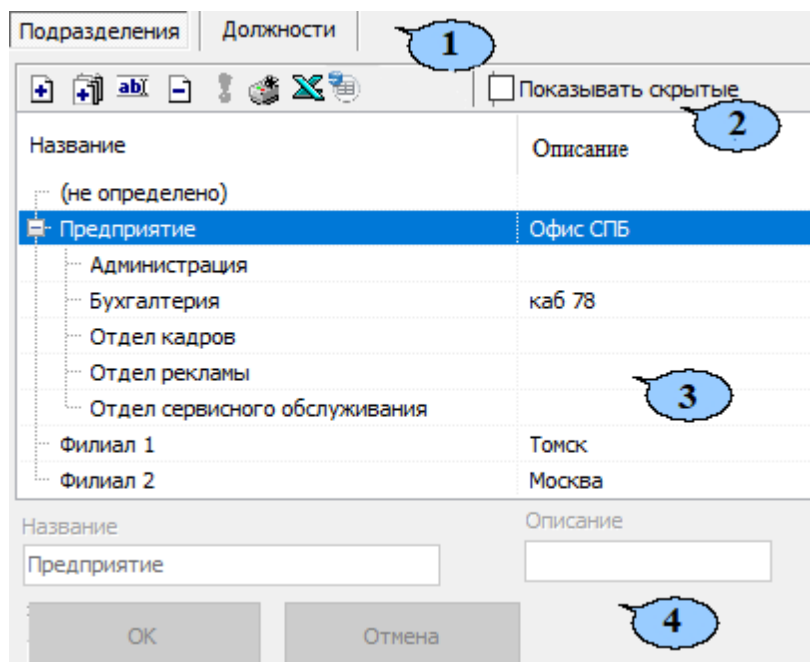 Подразделения Должности
1
abI Показывать скрытые
2
Название Описание
(не определено)
Предприятие Офис СПБ
Администрация
Бухгалтерия каб 78
Отдел кадров
Отдел рекламы
3
Отдел сервисного обслуживания
Филиал 1 Томск
Филиал 2 Москва
Название Описание
Предприятие
OK Отмена
4